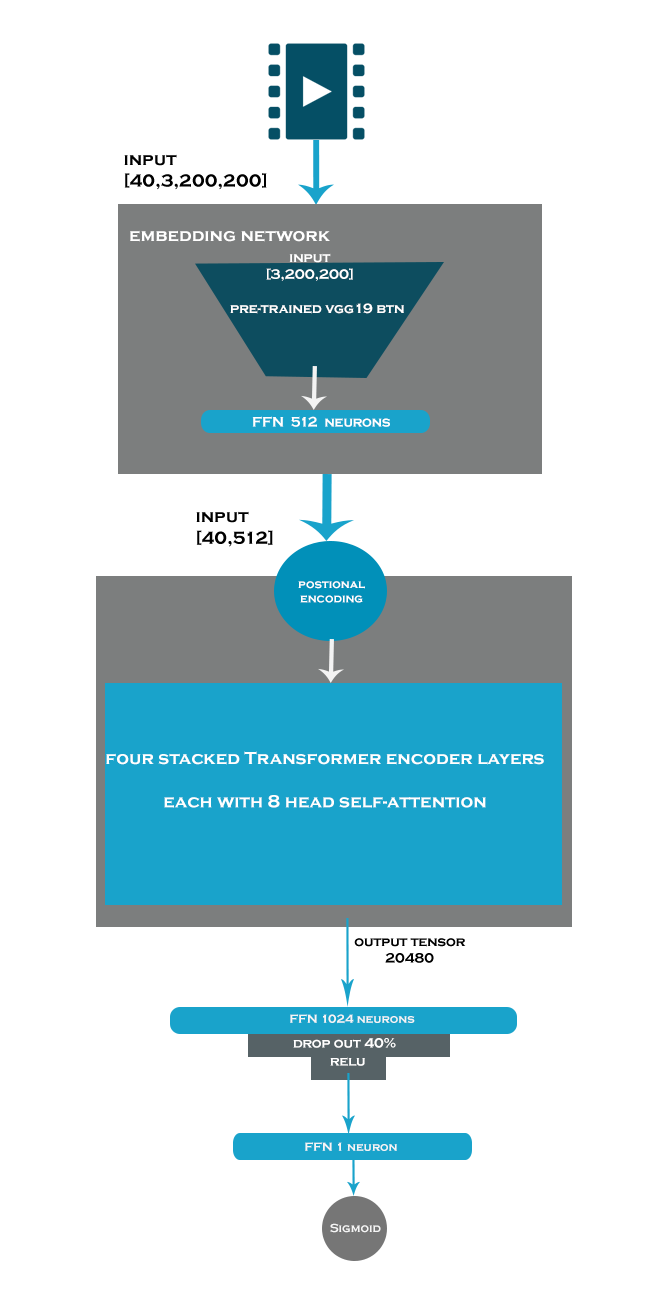 INPUT
[40,3,200,200]
EMBEDDING NETWORK
INPUT
[3,200,200]
PRE-TRAINED VGG19 BTN
FFN 512 NEURONS
INPUT
[40,512]
POSTIONAL
ENCODING
FOUR STACKED TRANSFORMER ENCODER LAYERS
EACH WITH 8 HEAD SELF-ATTENTION
OUTPUT TENSOR
20480
FFN 1024 NEURONS
DROP OUT 40%
RELU
FFN 1 NEURON
SIGMOID